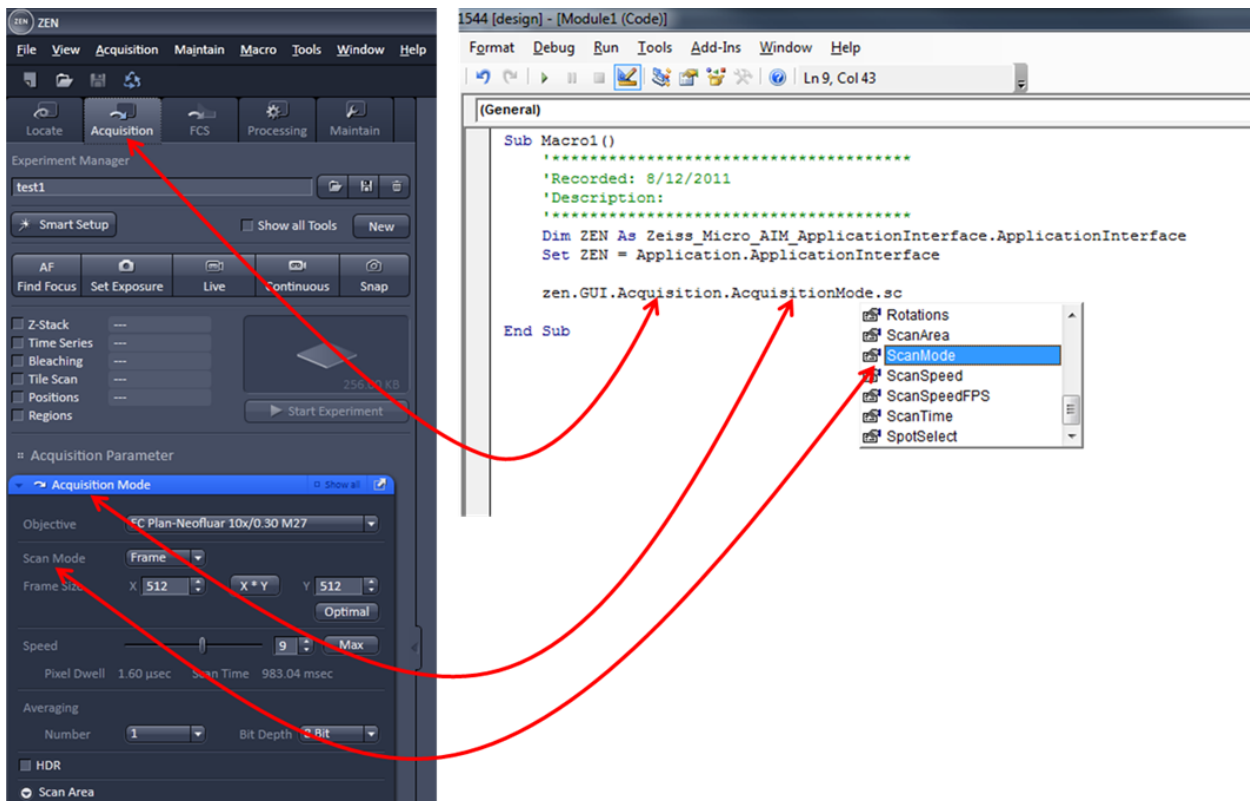 ZEN ZEN
File View Acquisition Maintain Macro Tools Window Help
Locate Acquisition FCS Processing Maintain
Experiment Manager
test1
Smart Setup Show all Tools New
AF
Find Focus Set Exposure Live Continuous Snap
Z-Stack ---
Time Series ---
Bleaching ---
Tile Scan ---
Positions ---
Regions
256.00 KB
Start Experiment
Acquisition Parameter
Acquisition Mode Show all
Objective EC Plan-Neofluar 10x/0.30 M27
Scan Mode Frame
Frame Size X 512 X * Y Y 512
Optimal
Speed 9 Max
Pixel Dwell 1.60 µsec Scan Time 983.04 msec
Averaging
Number 1 Bit Depth 8 Bit
HDR
Scan Area
1544 [design] - [Module1 (Code)]
Format Debug Run Tools Add-Ins Window Help
Ln 9, Col 43
(General)
Sub Macro1()
'**************************************
'Recorded: 8/12/2011
'Description:
'**************************************
Dim ZEN As Zeiss_Micro_AIM_ApplicationInterface.ApplicationInterface
Set ZEN = Application.ApplicationInterface
zen.GUI.Acquisition.AcquisitionMode.sc
End Sub
Rotations
ScanArea
ScanMode
ScanSpeed
ScanSpeedFPS
ScanTime
SpotSelect